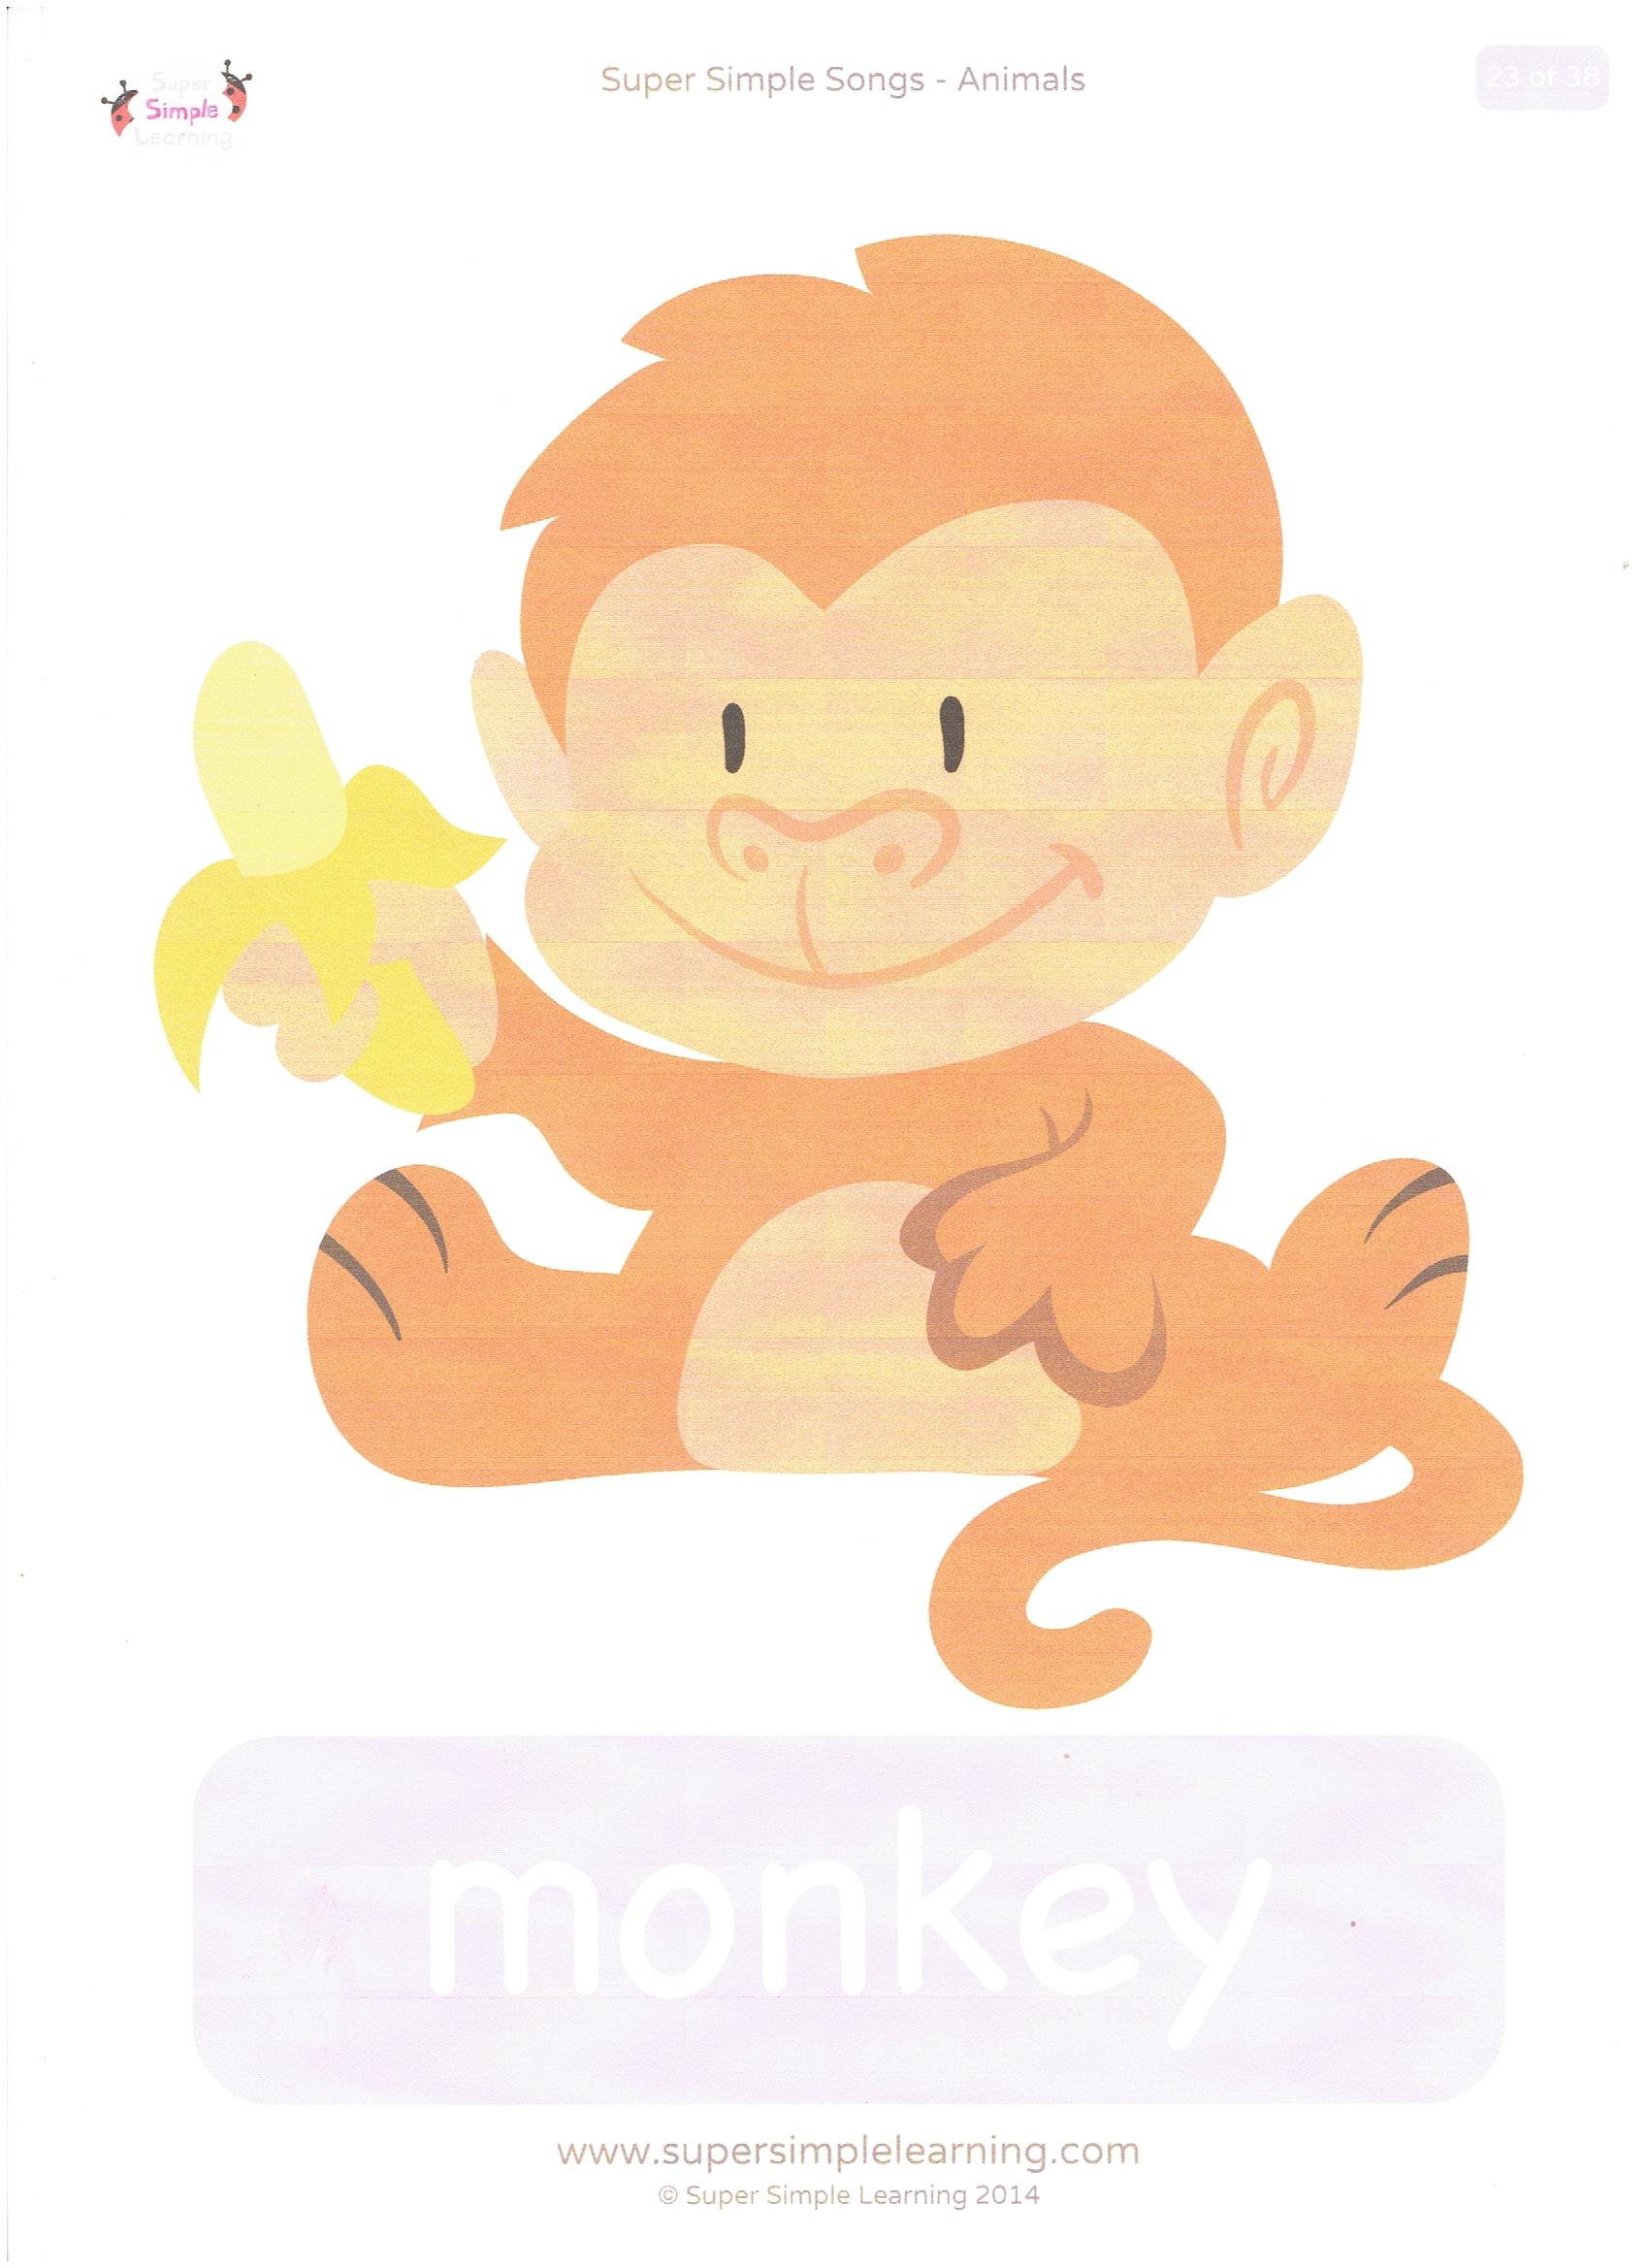 Super
Simple
Learning
Super Simple Songs - Animals
23 of 38
monkey
www.supersimplelearning.com
© Super Simple Learning 2014